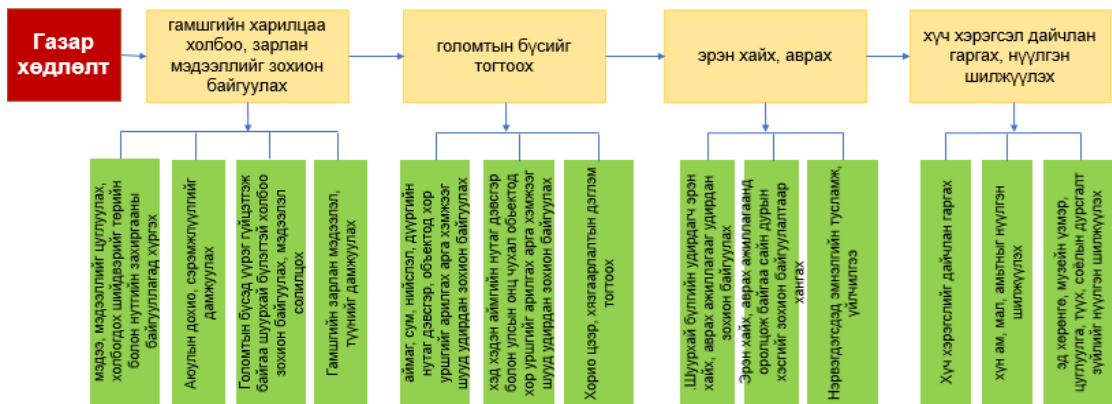 Газар
хөдлөлт
гамшгийн харилцаа
холбоо, зарлан
мэдээллийг зохион
байгуулах
голомтын бүсийг
тогтоох
эрэн хайх, аврах
хүч хэрэгсэл дайчлан
гаргах, нүүлгэн
шилжүүлэх
мэдээ, мэдээллийг цуглуулах,
холбогдох шийдвэрийг төрийн
болон нутгийн захиргааны
байгууллагад хүргэх
Аюулын дохио, сэрэмжлүүлгийг
дамжуулах
Голомтын бүсэд үүрэг гүйцэтгэж
байгаа шуурхай бүлэгтэй холбоо
зохион байгуулах, мэдээлэл
солилцох
Гамшгийн зарлан мэдээлэл,
түүнийг дамжуулах
аймаг, сум, нийслэл, дүүргийн
нутаг дэвсгэр, объектод хор
уршгийг арилгах арга хэмжээг
шууд удирдан зохион байгуулах
хэд хэдэн аймгийн нутаг дэвсгэр
болон улсын онц чухал обьектод
хор уршгийг арилгах арга хэмжээг
шууд удирдан зохион байгуулах
Хорио цээр, хязгаарлалтын дэглэм
тогтоох
.Шуурхай бүлгийн удирдагч эрэн
хайх, аврах ажиллагааг удирдан
зохион байгуулах
Эрэн хайх, аврах ажиллагаанд
оролцож байгаа сайн дурын
хэсгийг зохион байгуулалтаар
хангах
Нэрвэгдэгсдэд эмнэлгийн тусламж,
үйлчилгээ
Хүч хэрэгслийг дайчлан гаргах
хүн ам, мал, амьтныг нүүлгэн
шилжүүлэх
эд хөрөнгө, музейн үзмэр,
цуглуулга, түүх, соёлын дурсгалт
зүйлийг нүүлгэн шилжүүлэх